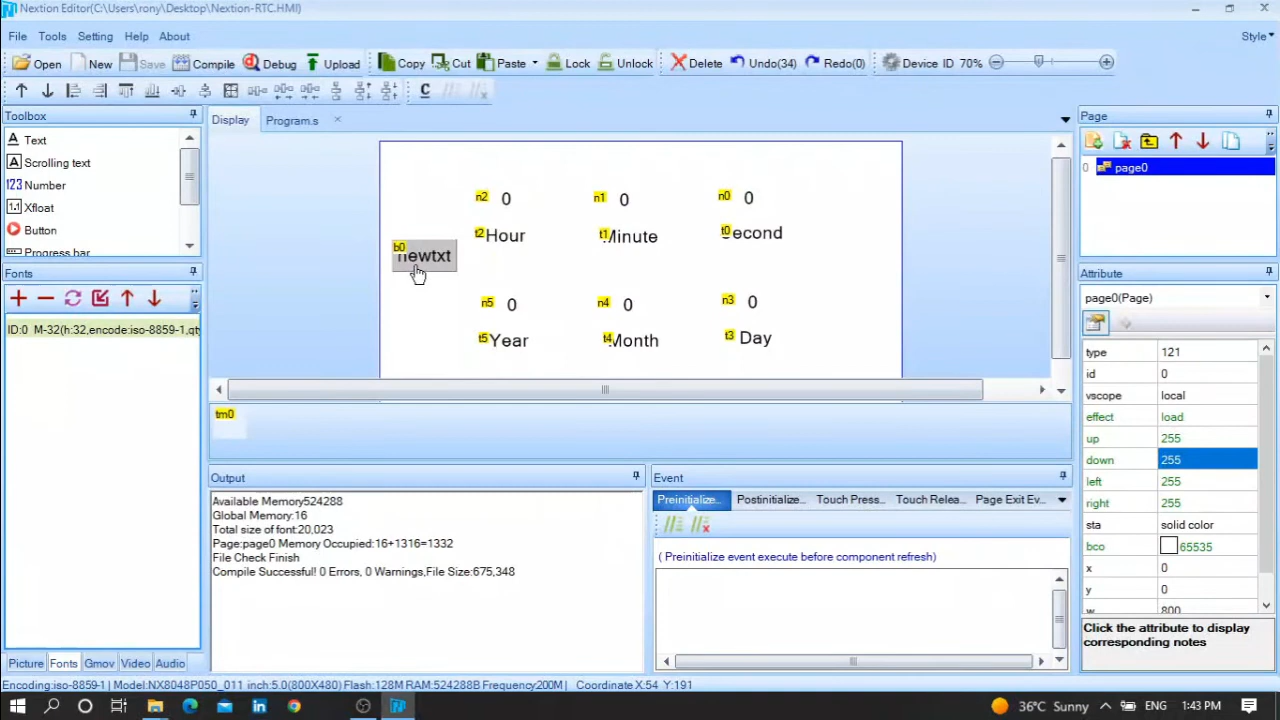 Nextion Editor(C:\Users\rony\Desktop\Nextion-RTC.HMI)
File Tools Setting Help About Style
Open New Save Compile Debug Upload Copy Cut Paste Lock Unlock Delete Undo(34) Redo(0) Device ID 70%
Toolbox
Text
Scrolling text
Number
Xfloat
Button
Progress bar
Fonts
ID:0 M-32(h:32,encode:iso-8859-1,qty
Picture Fonts Gmov Video Audio
Display Program.s
n2 0 n1 0 n0 0
t2 Hour t1 Minute t0 Second
b0 newtxt
n5 0 n4 0 n3 0
t5 Year t4 Month t3 Day
tm0
Output
Available Memory524288
Global Memory:16
Total size of font:20,023
Page:page0 Memory Occupied:16+1316=1332
File Check Finish
Compile Successful! 0 Errors, 0 Warnings,File Size:675,348
Event
Preinitialize... Postinitialize... Touch Press... Touch Relea... Page Exit Ev...
( Preinitialize event execute before component refresh)
Page
0 page0
Attribute
page0(Page)
type 121
id 0
vscope local
effect load
up 255
down 255
left 255
right 255
sta solid color
bco 65535
x 0
y 0
w 800
Click the attribute to display
corresponding notes
Encoding:iso-8859-1 Model:NX8048P050_011 inch:5.0(800X480) Flash:128M RAM:524288B Frequency:200M Coordinate X:54 Y:191
36°C Sunny ENG 1:43 PM